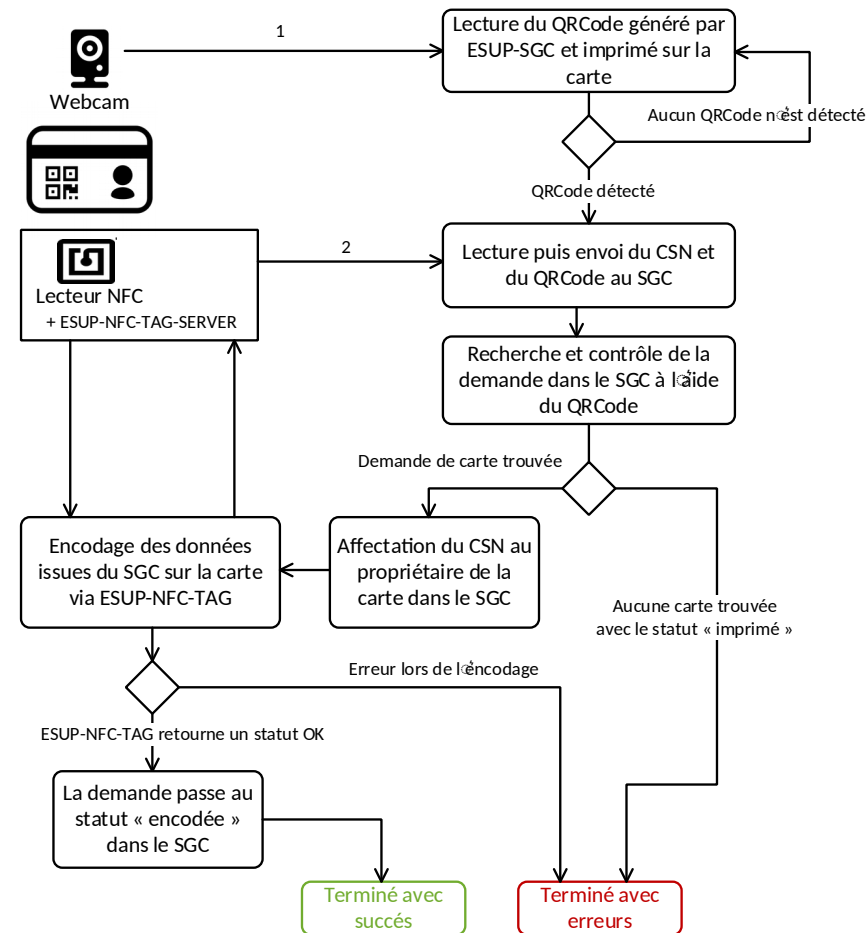 1
Lecture du QRCode généré par
ESUP-SGC et imprimé sur la
carte
Webcam
Aucun QRCode n'est détecté
QRCode détecté
2
Lecture puis envoi du CSN et
du QRCode au SGC
Lecteur NFC
+ ESUP-NFC-TAG-SERVER
Recherche et contrôle de la
demande dans le SGC à l'aide
du QRCode
Demande de carte trouvée
Encodage des données
issues du SGC sur la carte
via ESUP-NFC-TAG
Affectation du CSN au
propriétaire de la
carte dans le SGC
Aucune carte trouvée
avec le statut « imprimé »
Erreur lors de l'encodage
ESUP-NFC-TAG retourne un statut OK
La demande passe au
statut « encodée »
dans le SGC
Terminé avec
succés
Terminé avec
erreurs